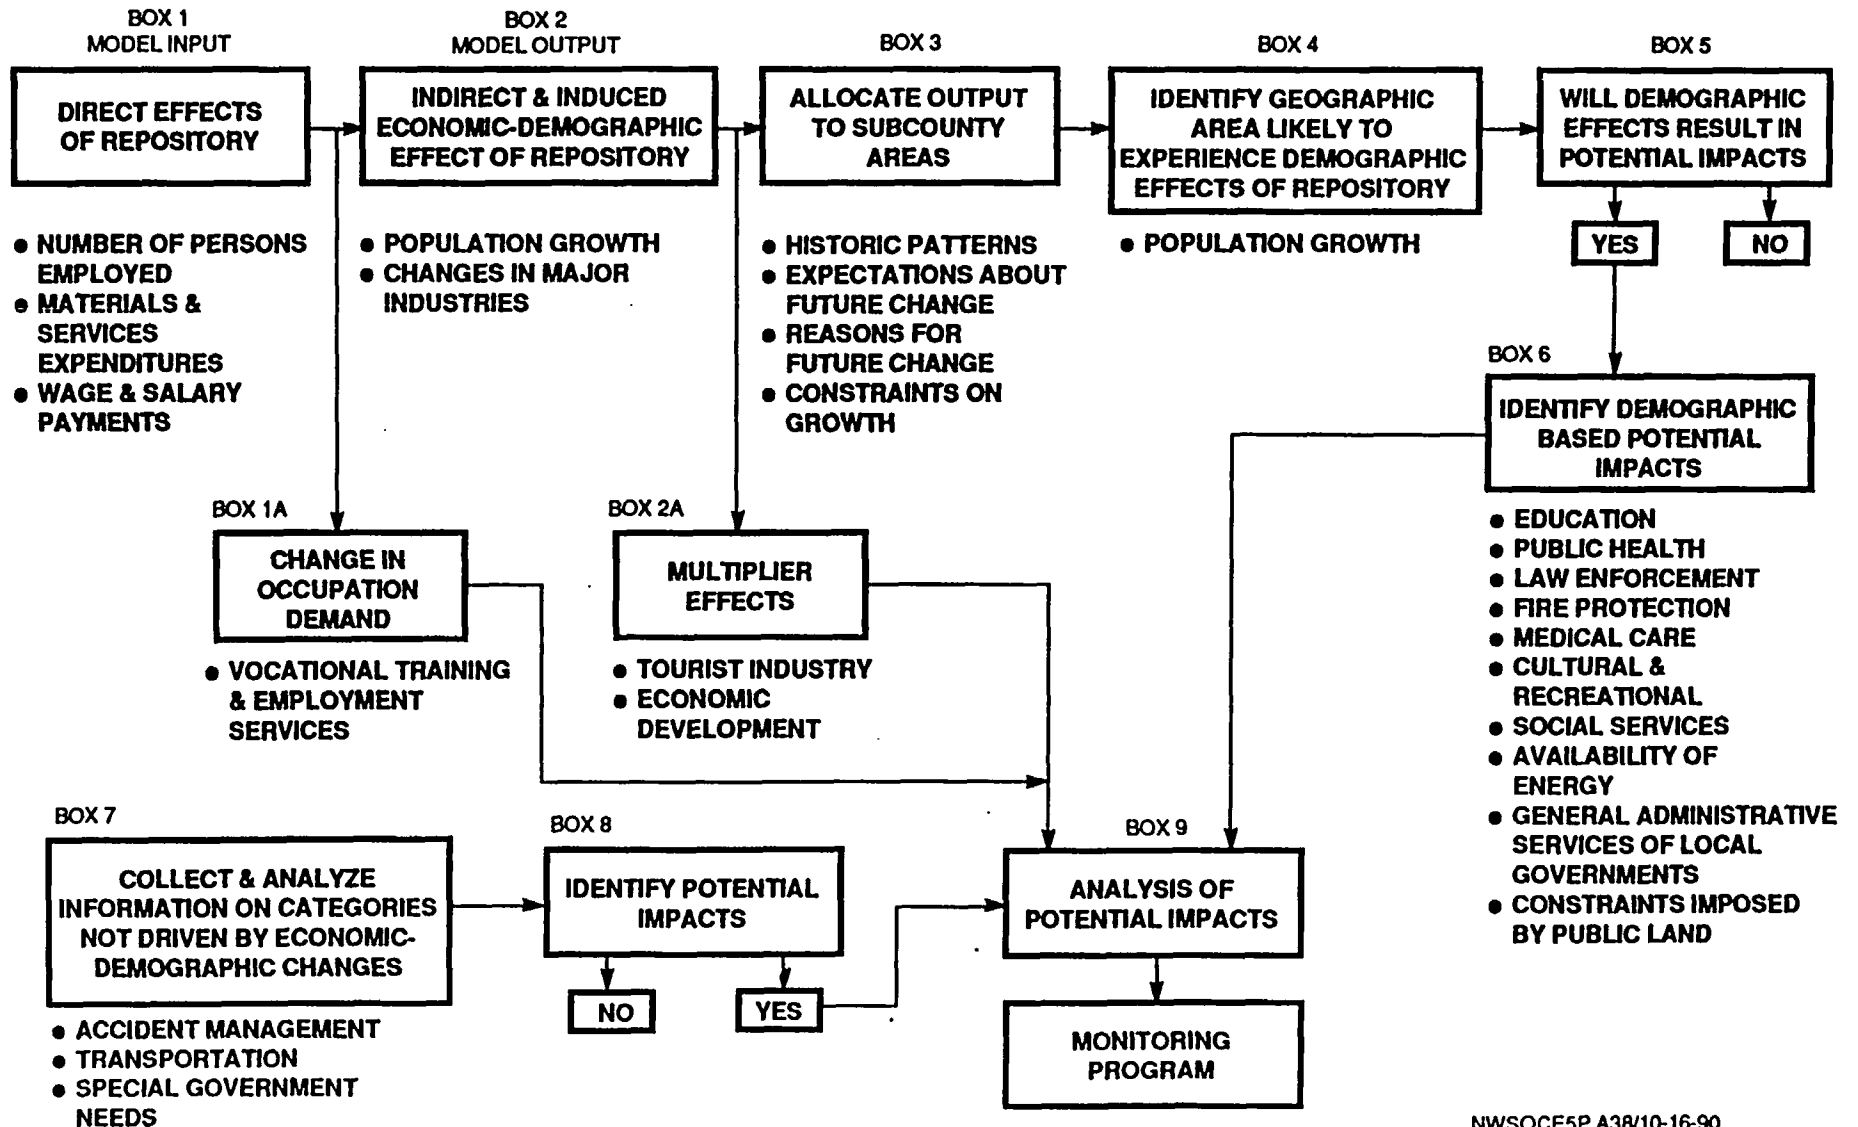 BOX 1
MODEL INPUT
DIRECT EFFECTS
OF REPOSITORY
● NUMBER OF PERSONS
EMPLOYED
● MATERIALS &
SERVICES
EXPENDITURES
● WAGE & SALARY
PAYMENTS
BOX 2
MODEL OUTPUT
INDIRECT & INDUCED
ECONOMIC-DEMOGRAPHIC
EFFECT OF REPOSITORY
● POPULATION GROWTH
● CHANGES IN MAJOR
INDUSTRIES
BOX 3
ALLOCATE OUTPUT
TO SUBCOUNTY
AREAS
● HISTORIC PATTERNS
● EXPECTATIONS ABOUT
FUTURE CHANGE
● REASONS FOR
FUTURE CHANGE
● CONSTRAINTS ON
GROWTH
BOX 4
IDENTIFY GEOGRAPHIC
AREA LIKELY TO
EXPERIENCE DEMOGRAPHIC
EFFECTS OF REPOSITORY
● POPULATION GROWTH
BOX 5
WILL DEMOGRAPHIC
EFFECTS RESULT IN
POTENTIAL IMPACTS
YES
NO
BOX 6
IDENTIFY DEMOGRAPHIC
BASED POTENTIAL
IMPACTS
● EDUCATION
● PUBLIC HEALTH
● LAW ENFORCEMENT
● FIRE PROTECTION
● MEDICAL CARE
● CULTURAL &
RECREATIONAL
● SOCIAL SERVICES
● AVAILABILITY OF
ENERGY
● GENERAL ADMINISTRATIVE
SERVICES OF LOCAL
GOVERNMENTS
● CONSTRAINTS IMPOSED
BY PUBLIC LAND
BOX 1A
CHANGE IN
OCCUPATION
DEMAND
● VOCATIONAL TRAINING
& EMPLOYMENT
SERVICES
BOX 2A
MULTIPLIER
EFFECTS
● TOURIST INDUSTRY
● ECONOMIC
DEVELOPMENT
BOX 7
COLLECT & ANALYZE
INFORMATION ON CATEGORIES
NOT DRIVEN BY ECONOMIC-
DEMOGRAPHIC CHANGES
● ACCIDENT MANAGEMENT
● TRANSPORTATION
● SPECIAL GOVERNMENT
NEEDS
BOX 8
IDENTIFY POTENTIAL
IMPACTS
NO
YES
BOX 9
ANALYSIS OF
POTENTIAL IMPACTS
MONITORING
PROGRAM
NWSOCE5P.A38/10-16-90